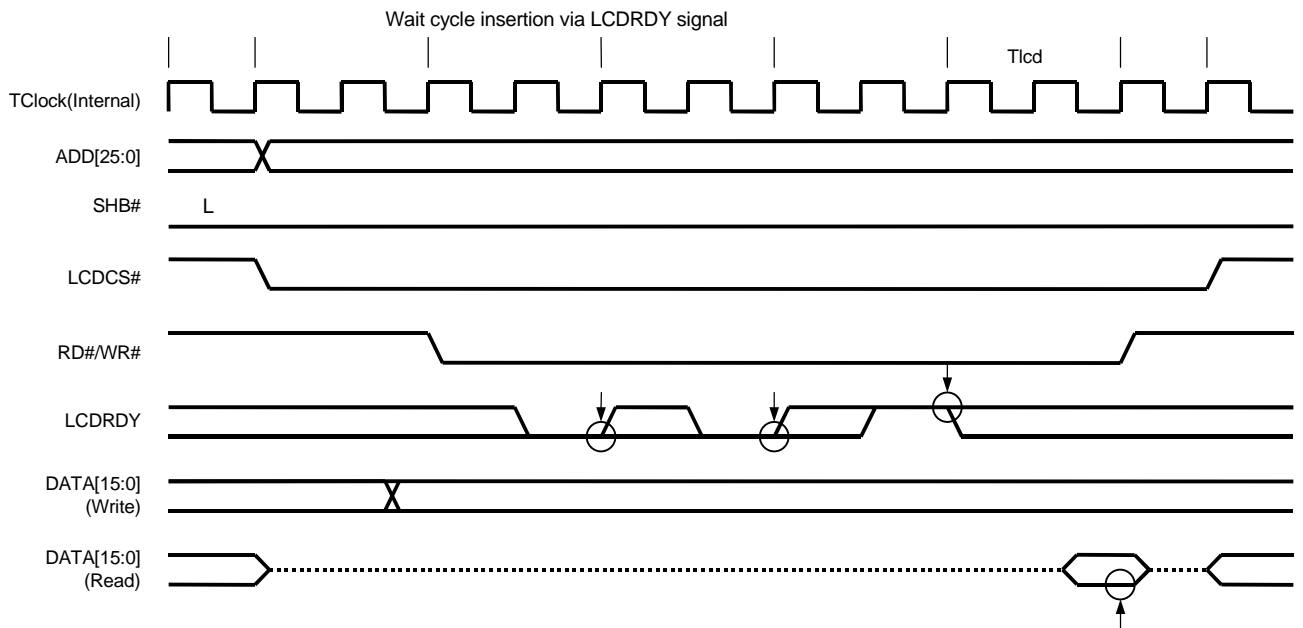 Wait cycle insertion via LCDRDY signal
Tlcd
TClock(Internal)
ADD[25:0]
SHB#
L
LCDCS#
RD#/WR#
LCDRDY
DATA[15:0]
(Write)
DATA[15:0]
(Read)